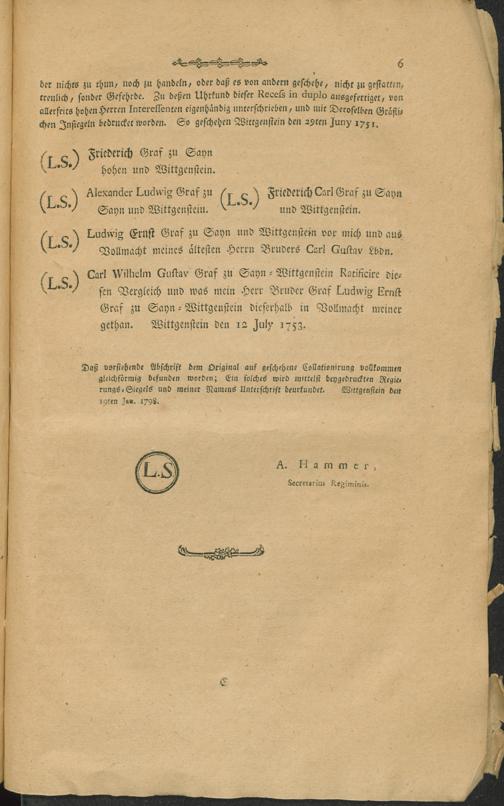 6
der nichts zu thun, noch zu handeln, oder daß es von andern geschehe, nicht zu gestatten,
treulich, sonder Gefehrde. Zu deßen Uhrkund dieser Recess in duplo ausgefertiget, von
allerseits hohen Herren Interessenten eigenhändig unterschrieben, und mit Deroselben Gräfli-
chen Insiegeln bedrucket worden. So geschehen Wittgenstein den 29ten Juny 1751.
(L.S.) Friederich Graf zu Sayn
hohen und Wittgenstein.
(L.S.) Alexander Ludwig Graf zu (L.S.) Friederich Carl Graf zu Sayn
Sayn und Wittgenstein. und Wittgenstein.
(L.S.) Ludwig Ernst Graf zu Sayn und Wittgenstein vor mich und aus
Vollmacht meines ältesten Herrn Bruders Carl Gustav Lbdn.
(L.S.) Carl Wilhelm Gustav Graf zu Sayn-Wittgenstein Ratificire die-
sen Vergleich und was mein Herr Bruder Graf Ludwig Ernst
Graf zu Sayn-Wittgenstein dieserhalb in Vollmacht meiner
gethan. Wittgenstein den 12 July 1753.
Daß vorstehende Abschrift dem Original auf geschehene Collationirung vollkommen
gleichförmig befunden worden; Ein solches wird mittelst beygedruckten Regie-
rungs-Siegels und meiner Namens Unterschrift beurkundet. Wittgenstein den
19ten Jan. 1798.
L.S
A. Hammer,
Secretarius Regiminis.
C